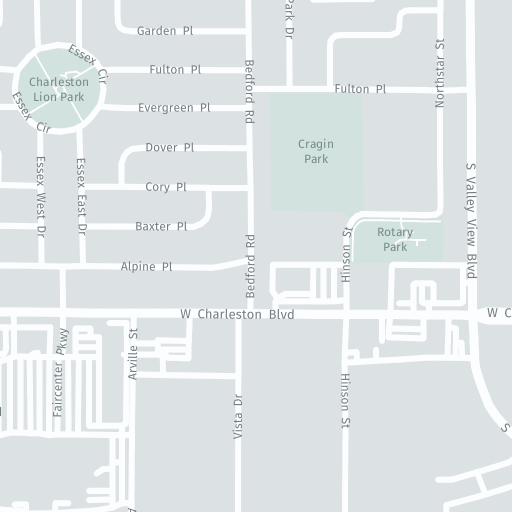 Garden Pl
Park Dr
Northstar St
Essex Cir
Fulton Pl
Bedford Rd
Charleston
Lion Park
Fulton Pl
Essex Cir
Evergreen Pl
Cragin
Park
Dover Pl
Essex West Dr
Essex East Dr
Cory Pl
S Valley View Blvd
Baxter Pl
Rotary
Park
Hinson St
Alpine Pl
Bedford Rd
W Charleston Blvd
W C
Faircenter Pkwy
Arville St
Vista Dr
Hinson St
S